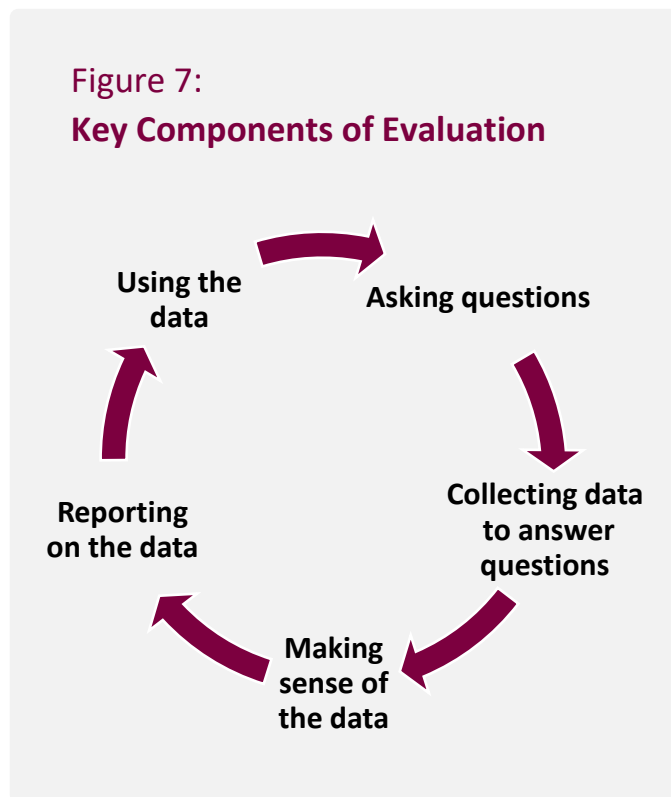 Figure 7:
Key Components of Evaluation
Using the
data
Asking questions
Collecting data
to answer
questions
Making
sense of
the data
Reporting
on the data